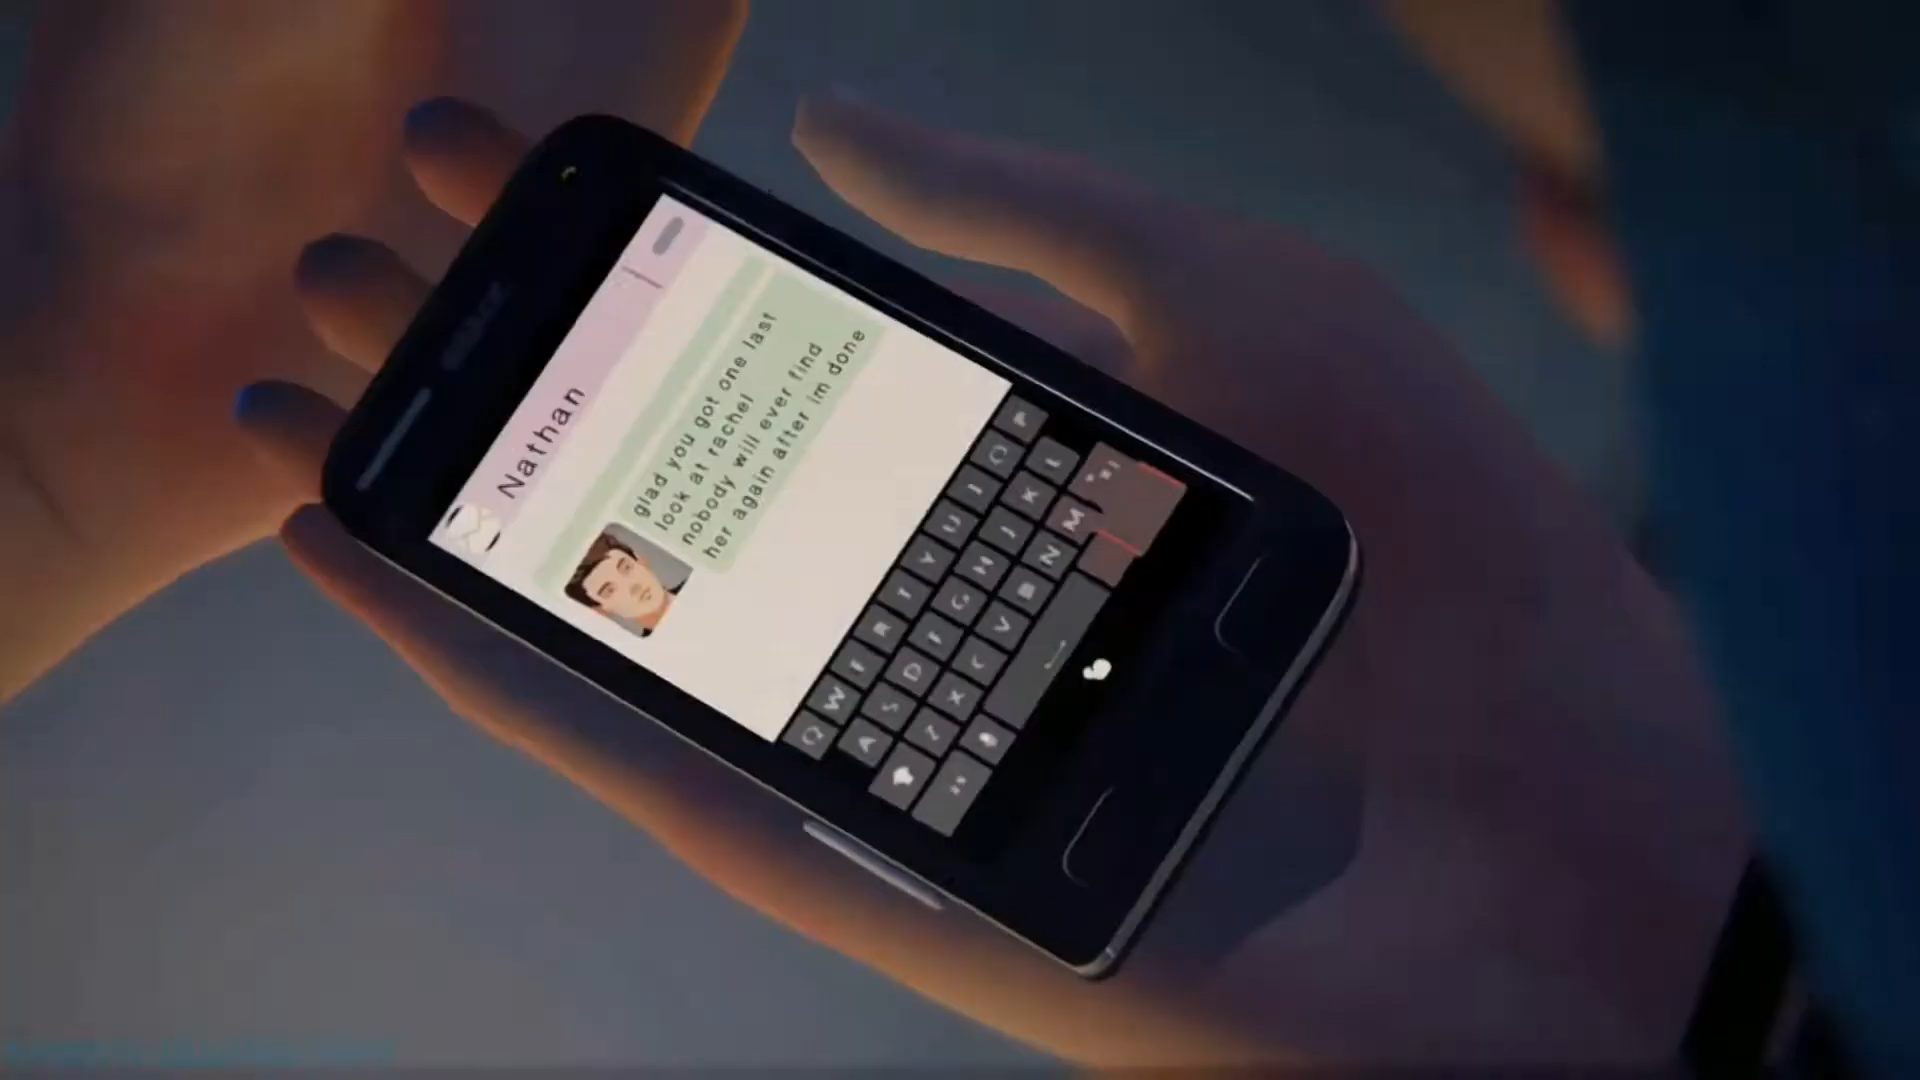 Nathan
glad you got one last
look at rachel
nobody will ever find
her again after im done
P
L
M
K
N
J
U
H
B
Y
G
V
T
F
C
R
D
X
E
S
Z
W
A
Q